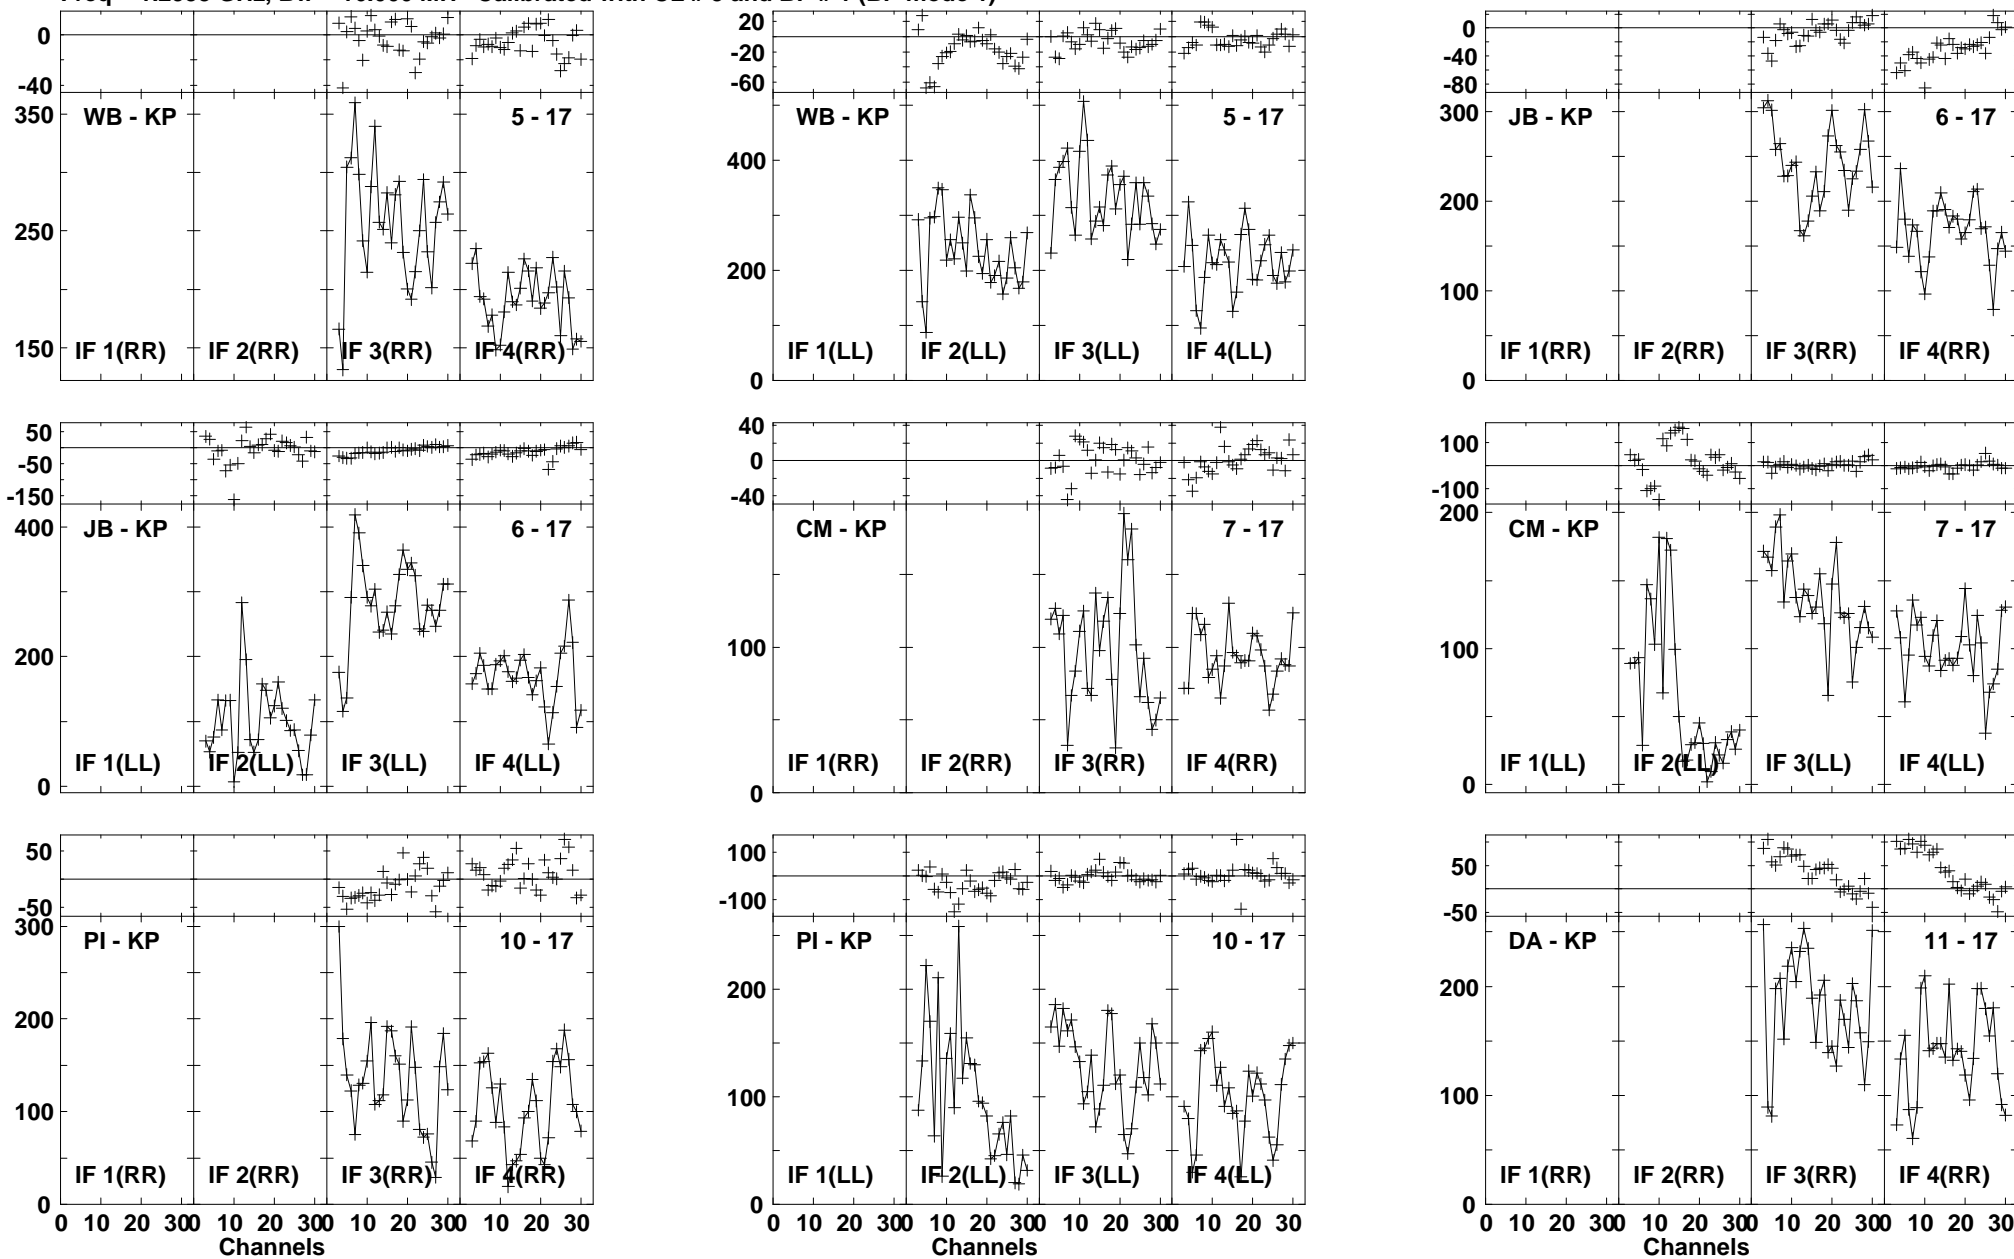 0
-40
350
250
150
WB - KP
5 - 17
IF 1(RR)
IF 2(RR)
IF 3(RR)
IF 4(RR)
20
-20
-60
400
200
0
WB - KP
5 - 17
IF 1(LL)
IF 2(LL)
IF 3(LL)
IF 4(LL)
0
-40
-80
300
200
100
0
JB - KP
6 - 17
IF 1(RR)
IF 2(RR)
IF 3(RR)
IF 4(RR)
50
-50
-150
400
200
0
JB - KP
6 - 17
IF 1(LL)
IF 2(LL)
IF 3(LL)
IF 4(LL)
40
0
-40
100
0
CM - KP
7 - 17
IF 1(RR)
IF 2(RR)
IF 3(RR)
IF 4(RR)
100
-100
200
100
0
CM - KP
7 - 17
IF 1(LL)
IF 2(LL)
IF 3(LL)
IF 4(LL)
50
-50
300
200
100
0
PI - KP
10 - 17
IF 1(RR)
IF 2(RR)
IF 3(RR)
IF 4(RR)
0 10 20 30 0 10 20 30 0 10 20 30 0 10 20 30
Channels
100
-100
200
100
0
PI - KP
10 - 17
IF 1(LL)
IF 2(LL)
IF 3(LL)
IF 4(LL)
0 10 20 30 0 10 20 30 0 10 20 30 0 10 20 30
Channels
50
-50
200
100
0
DA - KP
11 - 17
IF 1(RR)
IF 2(RR)
IF 3(RR)
IF 4(RR)
0 10 20 30 0 10 20 30 0 10 20 30 0 10 20 30
Channels